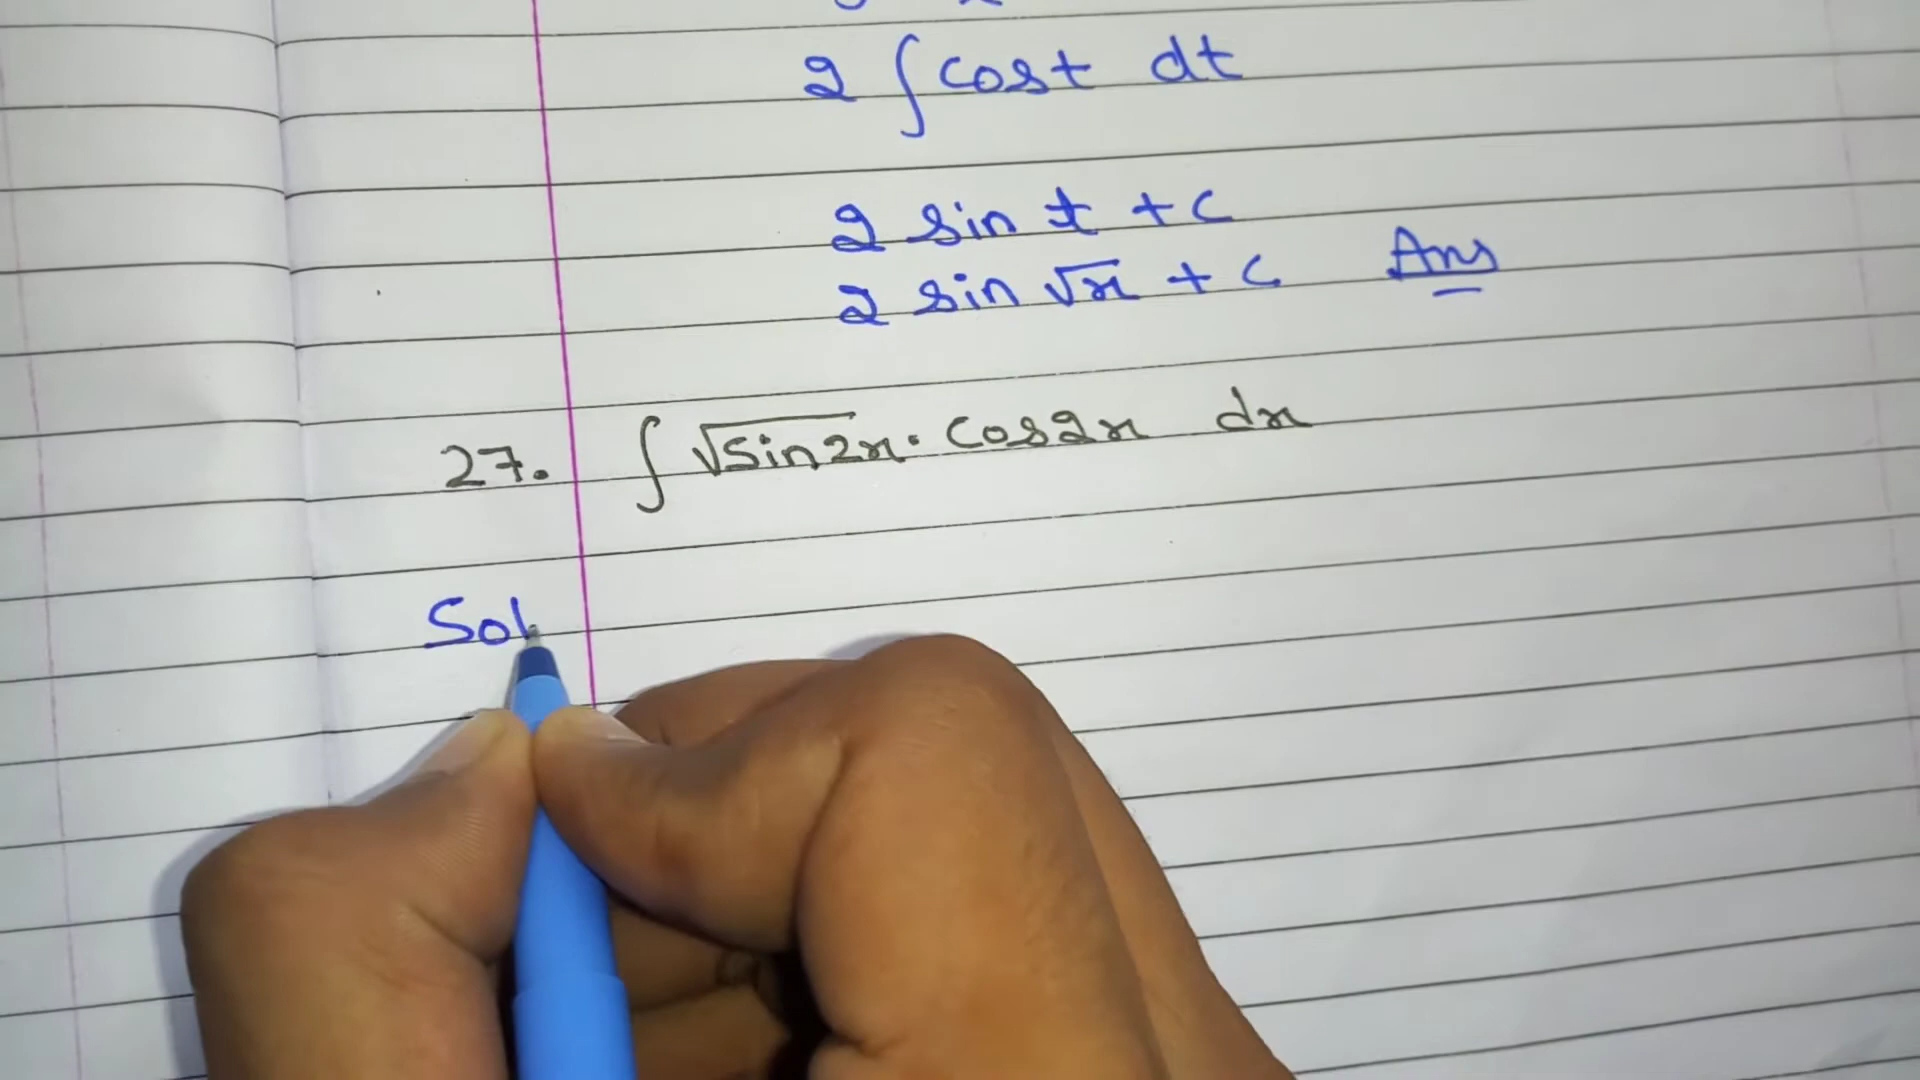 2 ∫ cost dt
2 sin t + c
2 sin √x + c Ans
27. ∫ √sin2x · cos2x dx
Sol